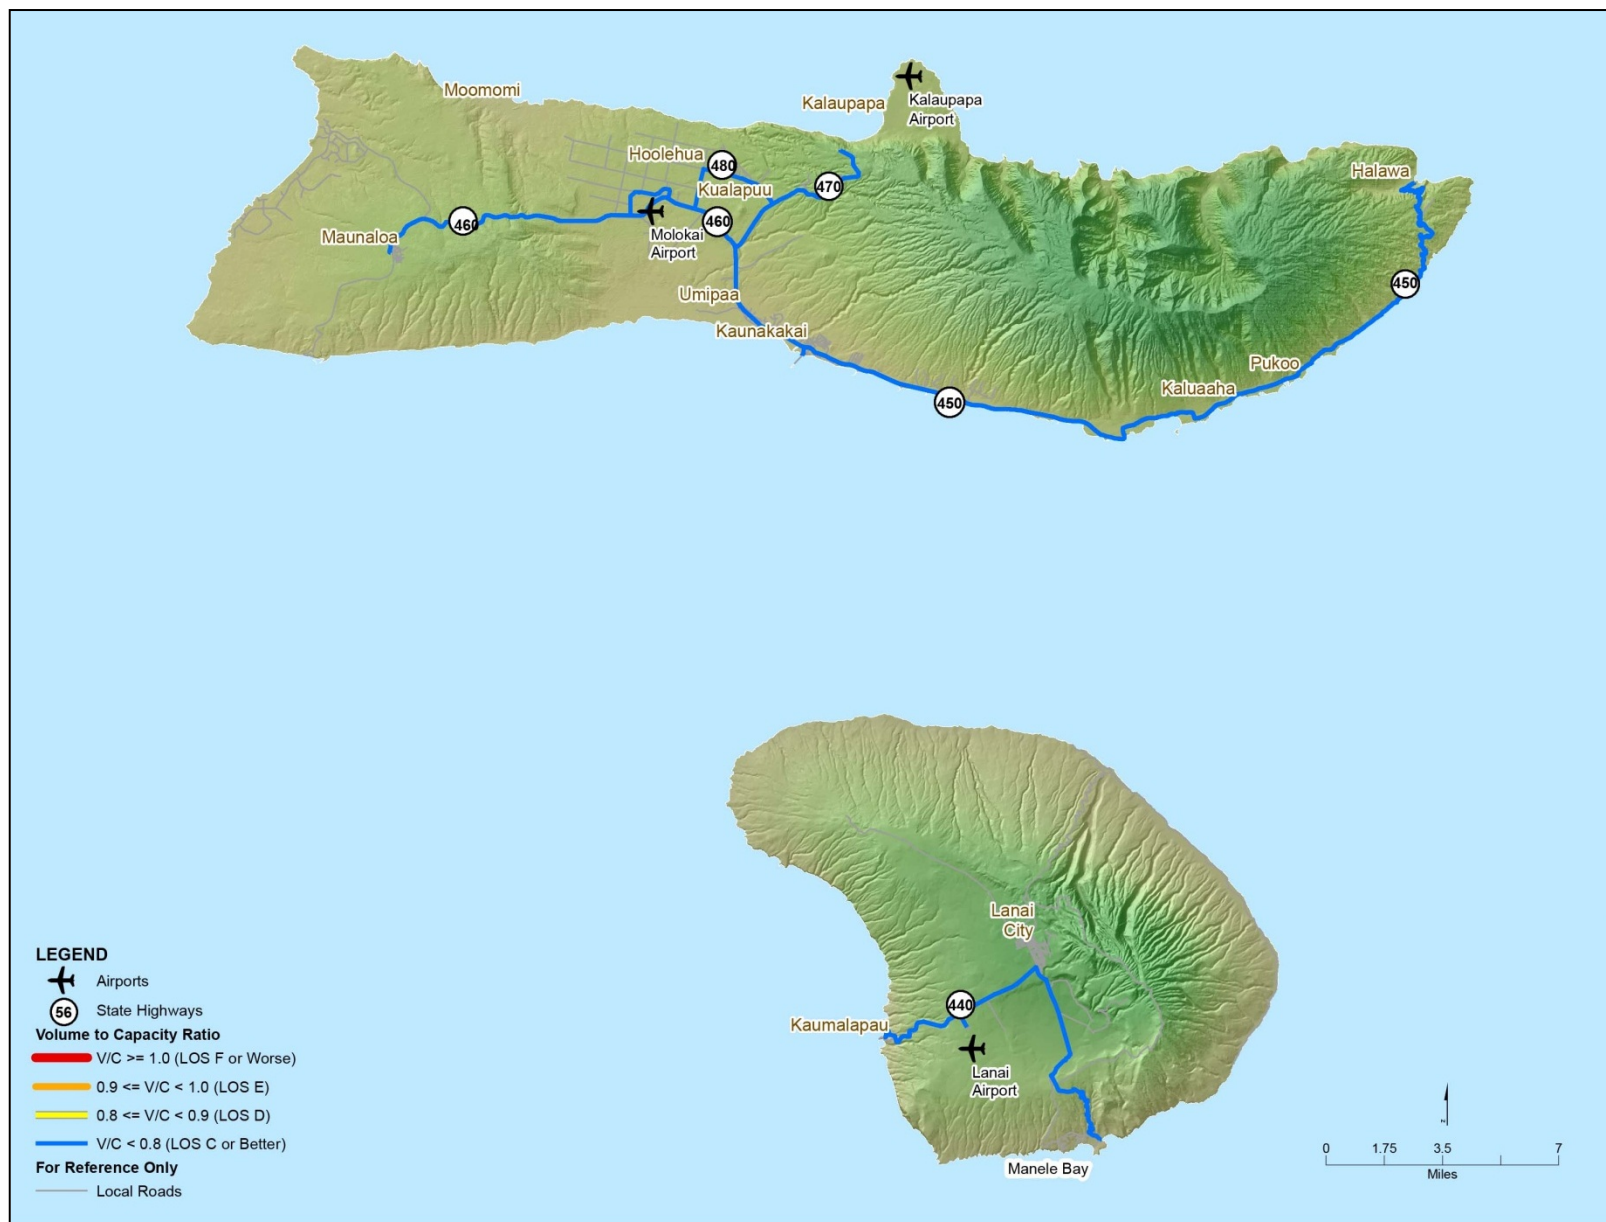 Moomomi
Kalaupapa
Kalaupapa
Airport
Hoolehua
480
Kualapuu
470
Halawa
460
Maunaloa
460
Molokai
Airport
Umipaa
450
Kaunakakai
Pukoo
Kaluaaha
450
Lanai
City
440
Kaumalapau
Lanai
Airport
Manele Bay
LEGEND
Airports
56 State Highways
Volume to Capacity Ratio
V/C >= 1.0 (LOS F or Worse)
0.9 <= V/C < 1.0 (LOS E)
0.8 <= V/C < 0.9 (LOS D)
V/C < 0.8 (LOS C or Better)
For Reference Only
Local Roads
0 1.75 3.5 7
Miles